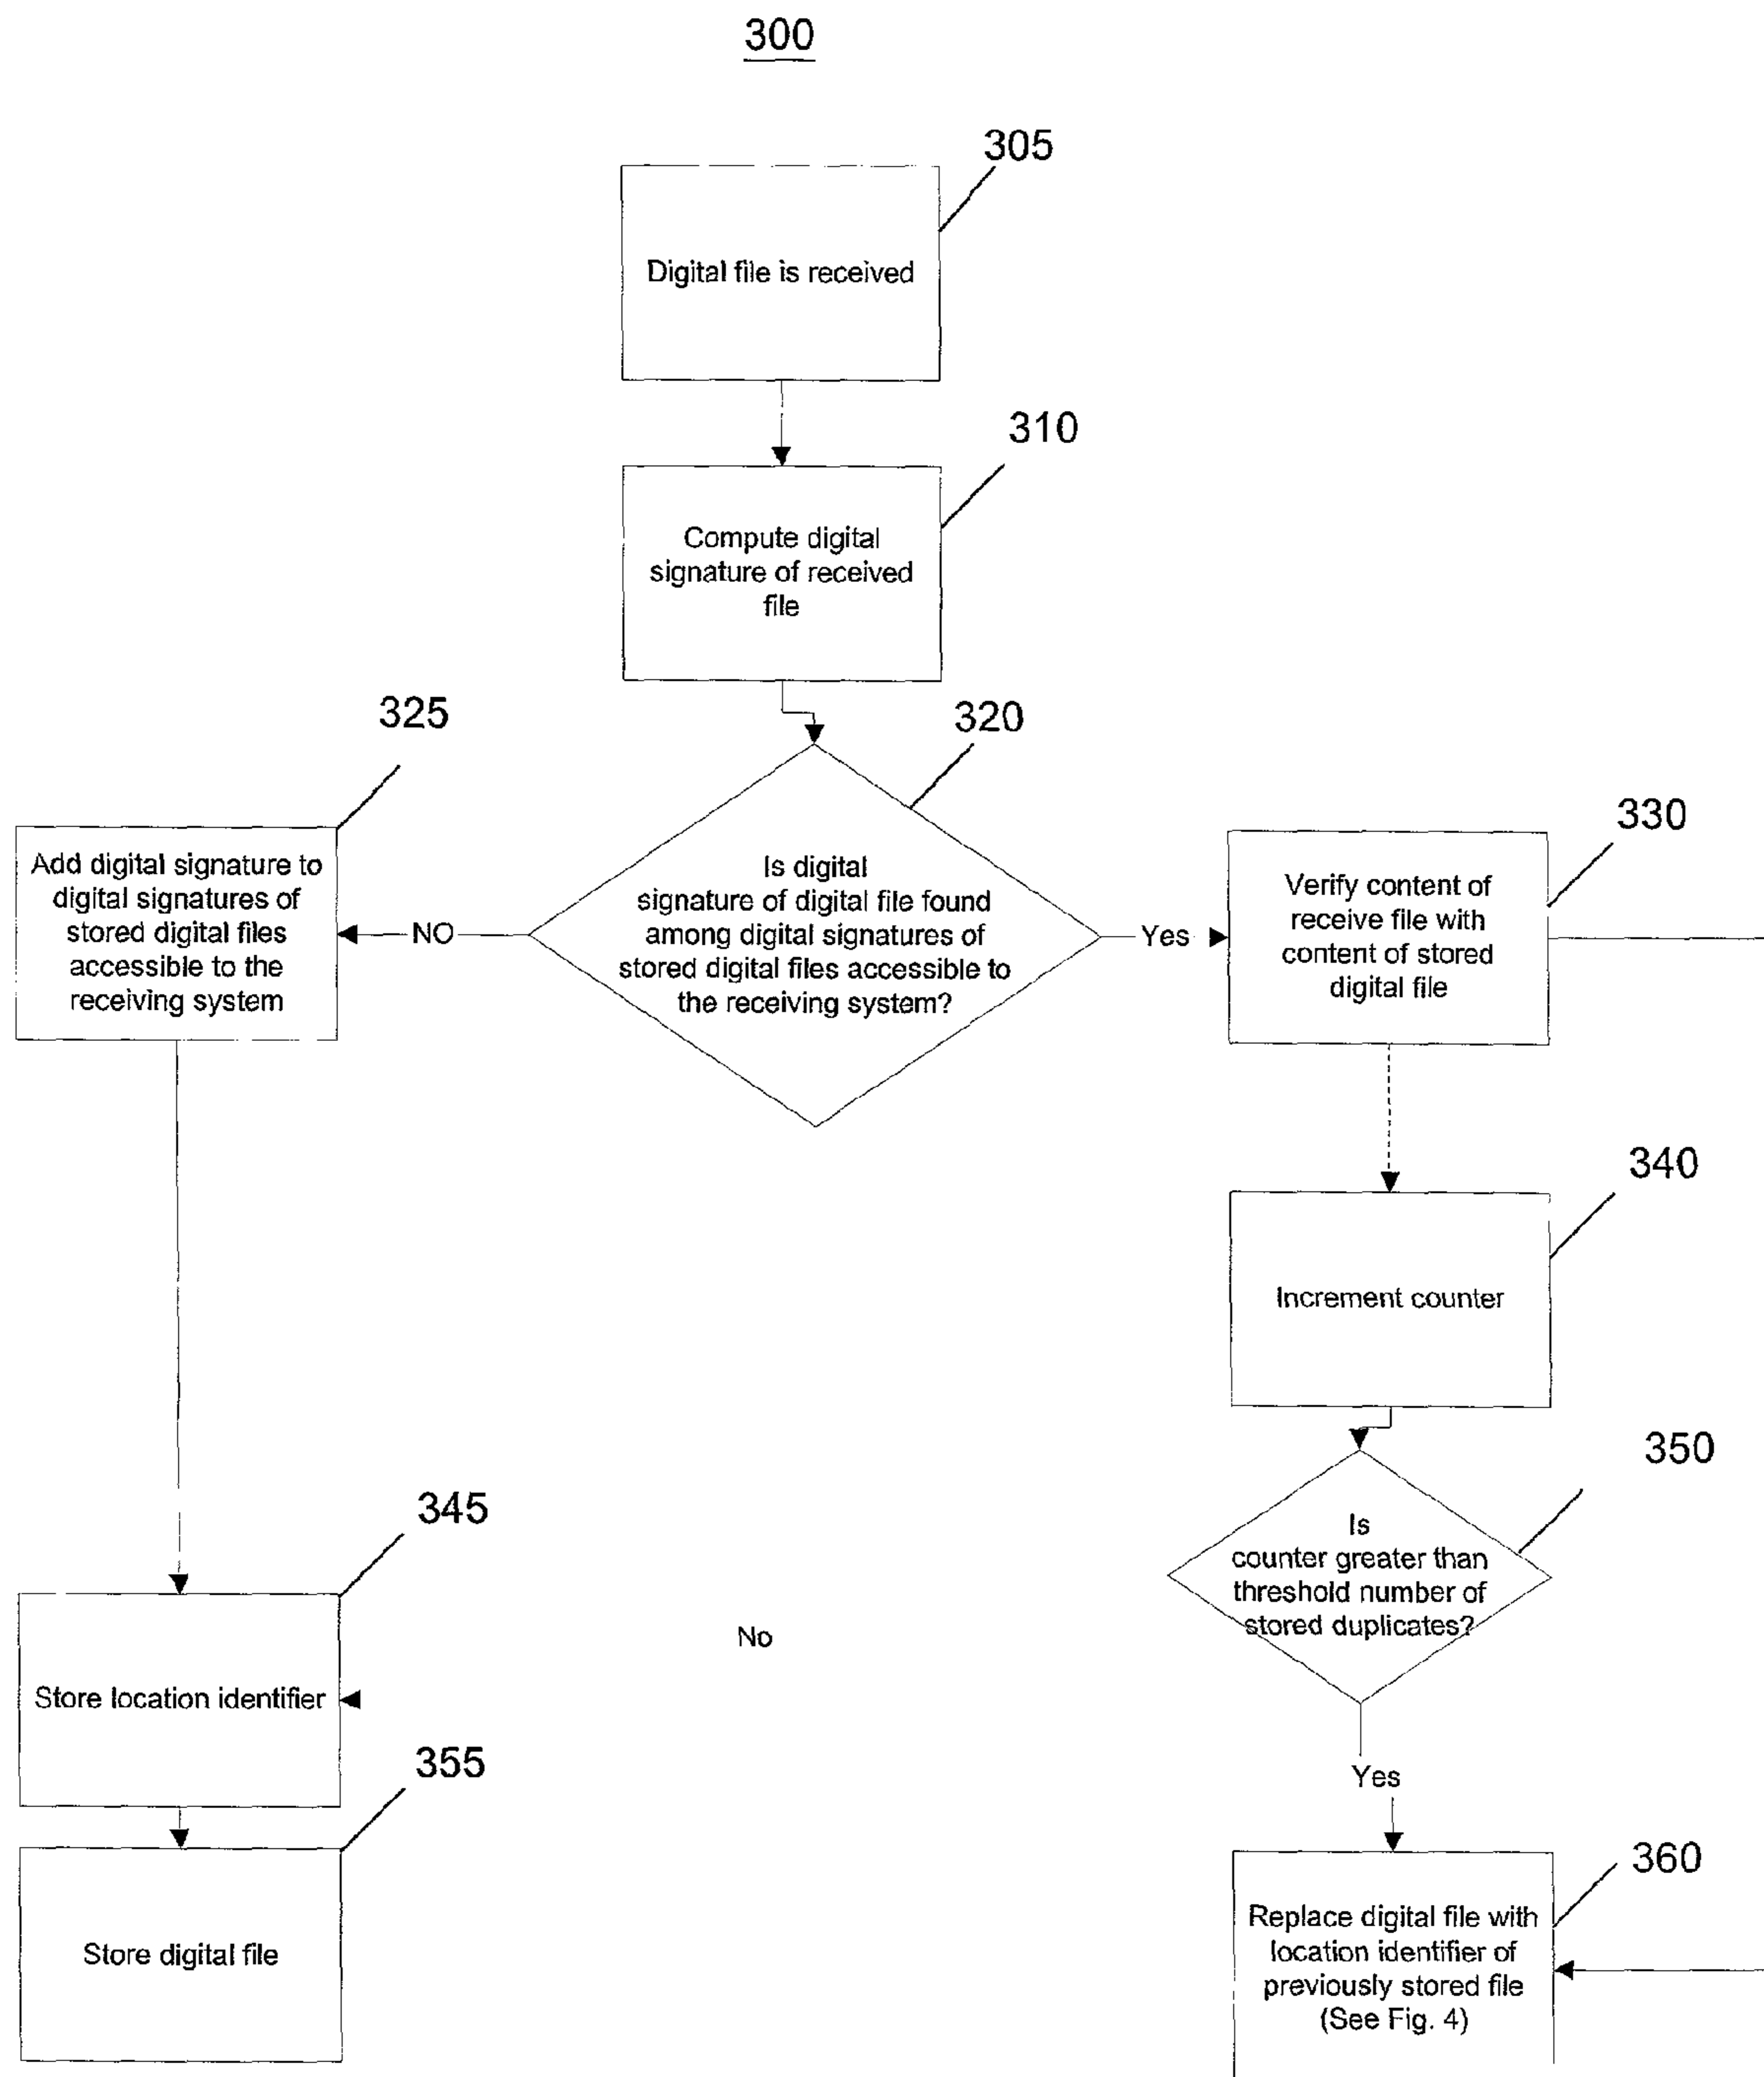 300
305
Digital file is received
310
Compute digital
signature of received
file
320
Is digital
signature of digital file found
among digital signatures of
stored digital files accessible to
the receiving system?
325
Add digital signature to
digital signatures of
stored digital files
accessible to the
receiving system
NO
Yes
330
Verify content of
receive file with
content of stored
digital file
340
Increment counter
350
Is
counter greater than
threshold number of
stored duplicates?
No
345
Store location identifier
355
Store digital file
Yes
360
Replace digital file with
location identifier of
previously stored file
(See Fig. 4)